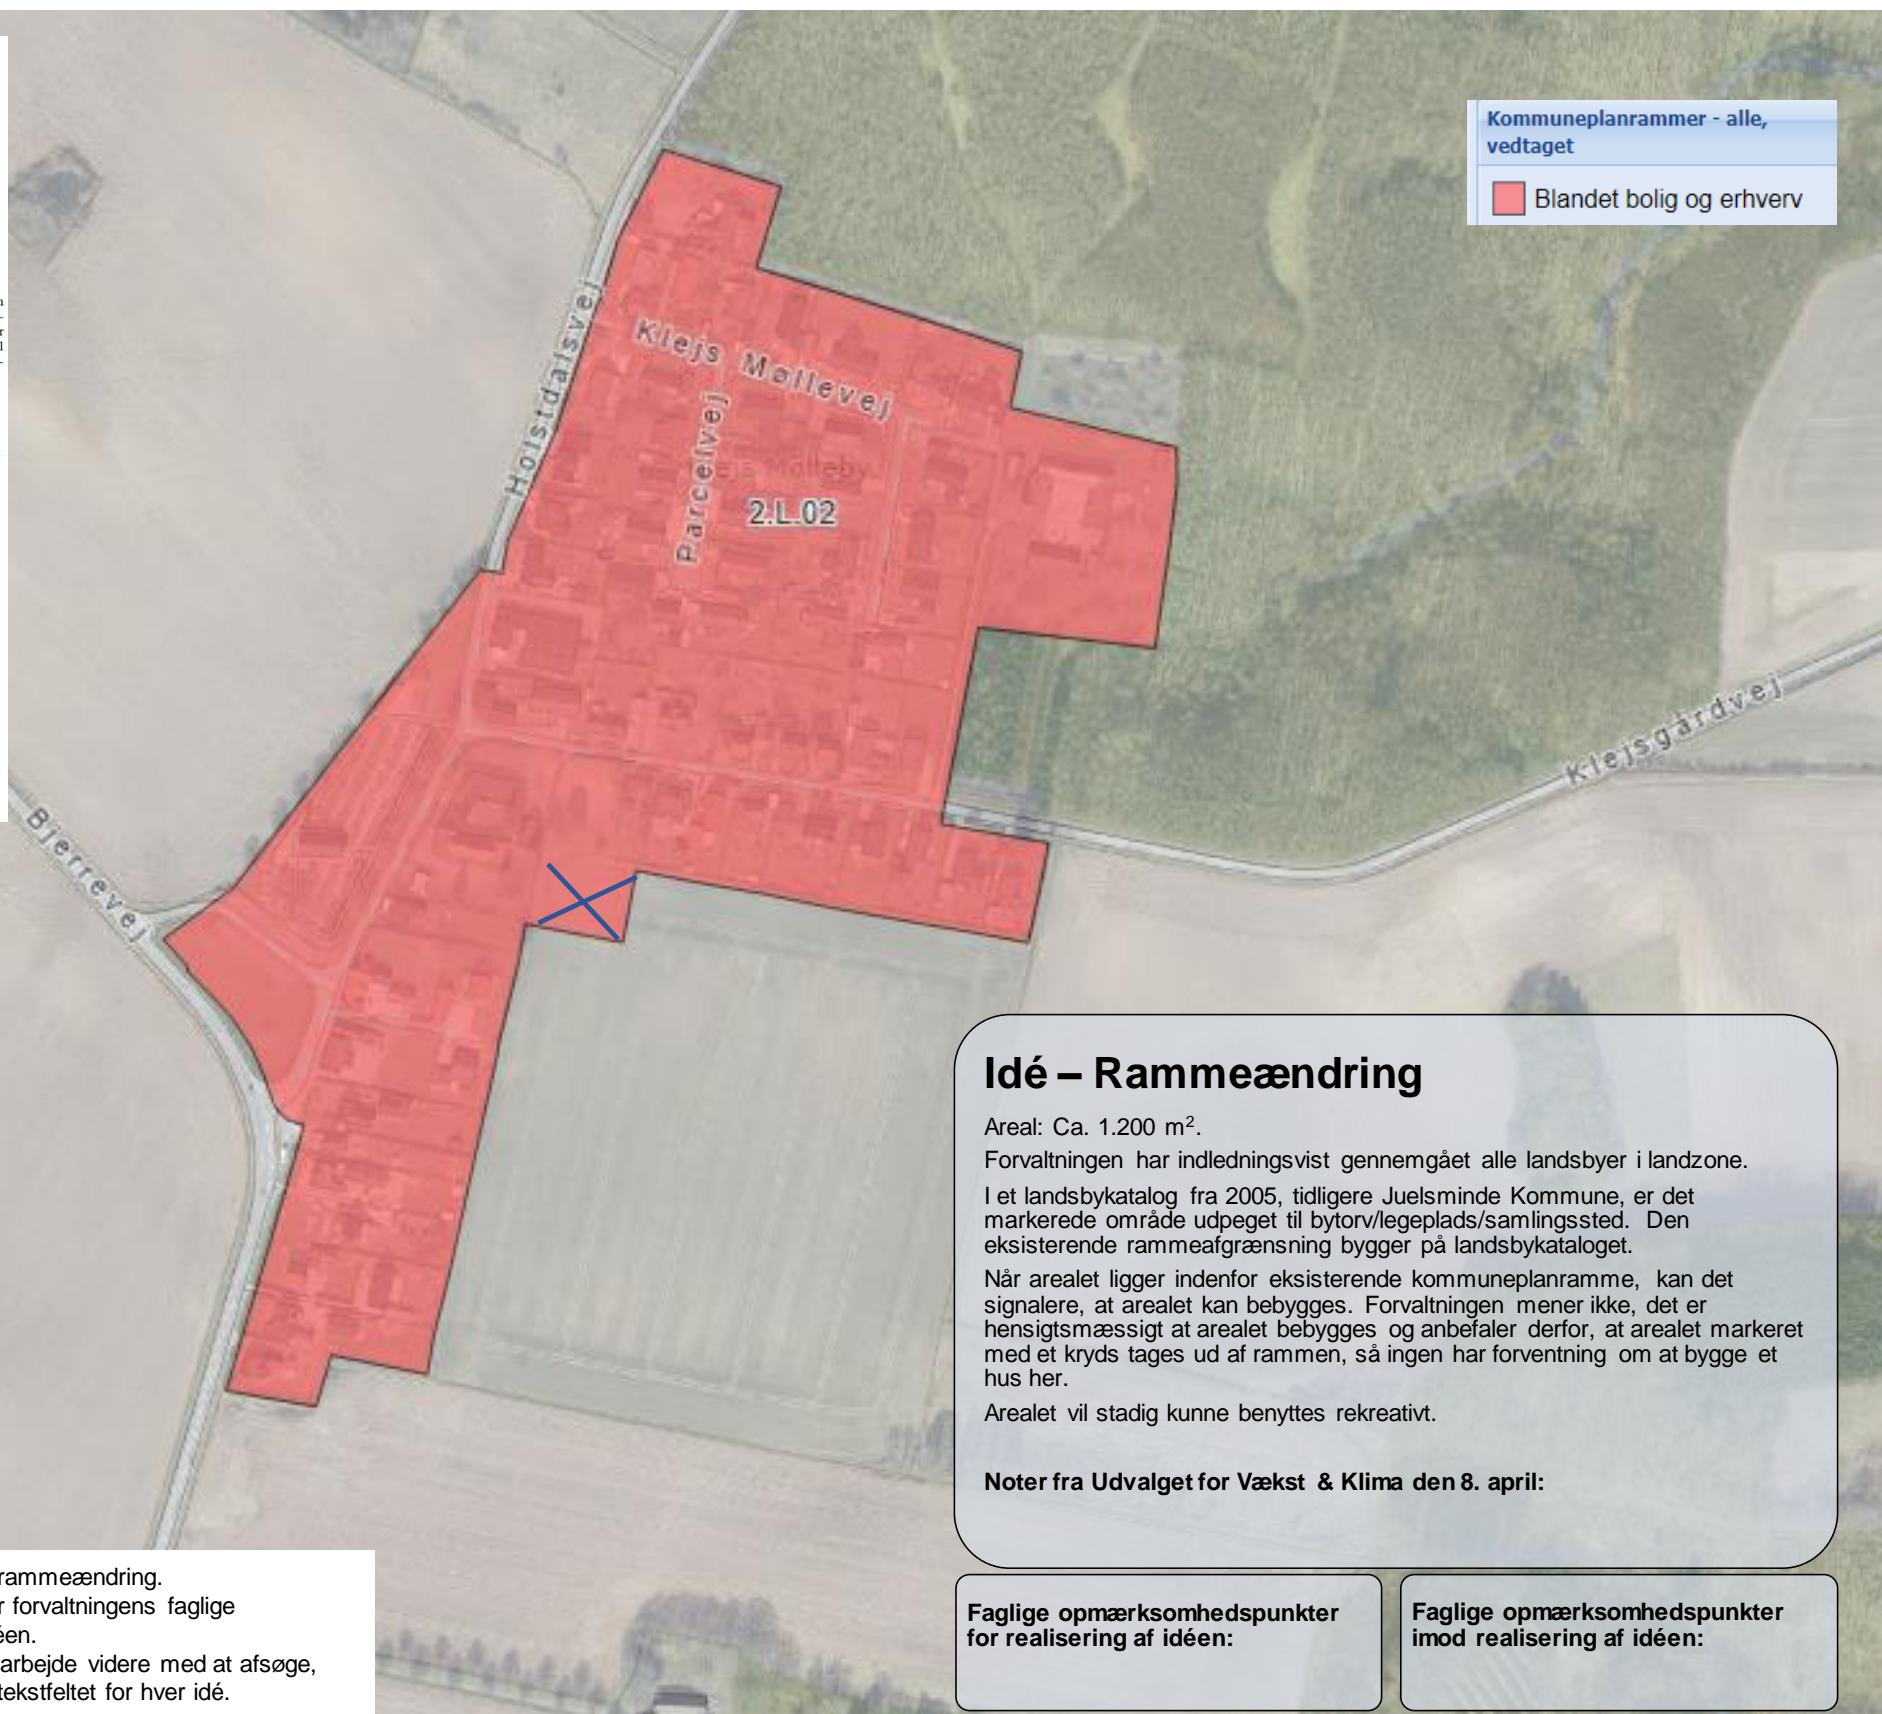 Kommuneplanrammer - alle,
vedtaget
Blandet bolig og erhverv
Holstdalsvej
Klejs Møllevej
Parcelvej
Mølleby
2.L.02
Klejsgårdvej
Bjerrevej
Idé – Rammeændring
Areal: Ca. 1.200 m².
Forvaltningen har indledningsvist gennemgået alle landsbyer i landzone.
I et landsbykatalog fra 2005, tidligere Juelsminde Kommune, er det
markerede område udpeget til bytorv/legeplads/samlingssted. Den
eksisterende rammeafgrænsning bygger på landsbykataloget.
Når arealet ligger indenfor eksisterende kommuneplanramme, kan det
signalere, at arealet kan bebygges. Forvaltningen mener ikke, det er
hensigtsmæssigt at arealet bebygges og anbefaler derfor, at arealet markeret
med et kryds tages ud af rammen, så ingen har forventning om at bygge et
hus her.
Arealet vil stadig kunne benyttes rekreativt.
Noter fra Udvalget for Vækst & Klima den 8. april:
rammeændring.
r forvaltningens faglige
éen.
arbejde videre med at afsøge,
tekstfeltet for hver idé.
Faglige opmærksomhedspunkter
for realisering af idéen:
Faglige opmærksomhedspunkter
imod realisering af idéen: